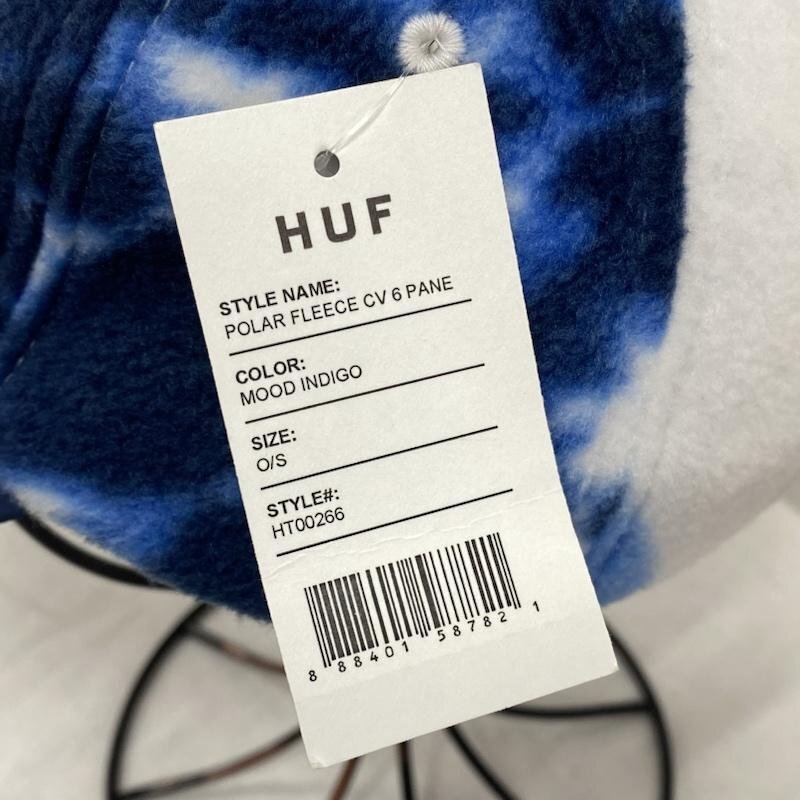 HUF
STYLE NAME:
POLAR FLEECE CV 6 PANE
COLOR:
MOOD INDIGO
SIZE:
O/S
STYLE#:
HT00266
8 88401 58782 1